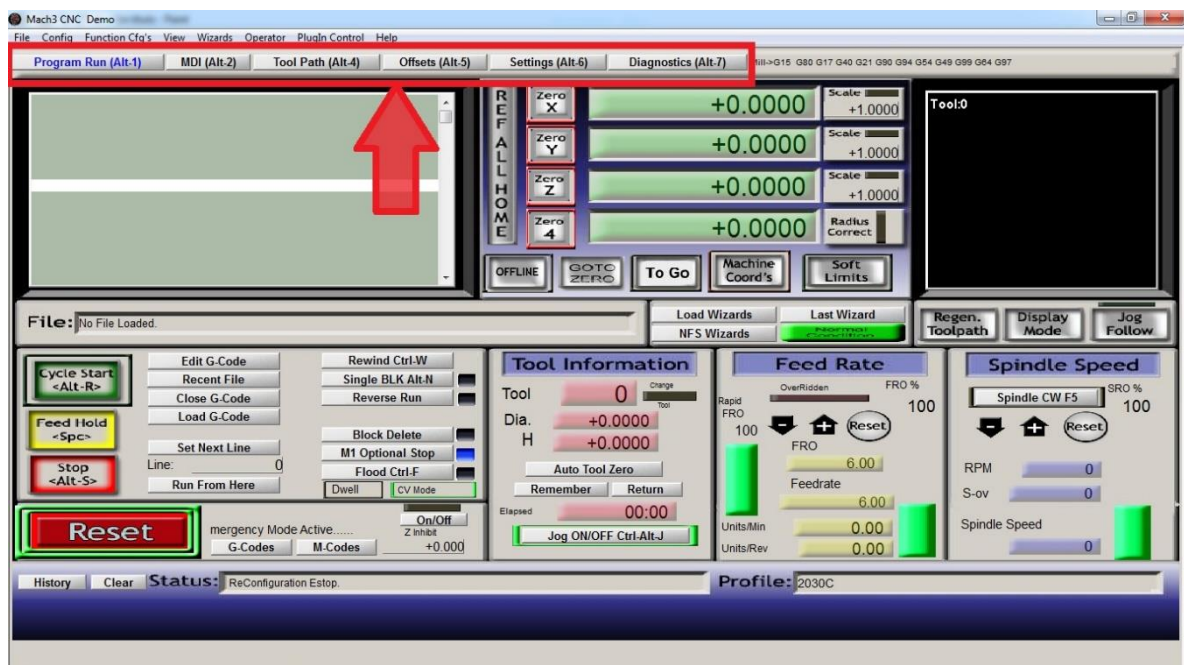 Mach3 CNC Demo
File Config Function Cfg's View Wizards Operator PlugIn Control Help
Program Run (Alt-1) MDI (Alt-2) Tool Path (Alt-4) Offsets (Alt-5) Settings (Alt-6) Diagnostics (Alt-7) Mill->G15 G80 G17 G40 G21 G90 G94 G54 G49 G99 G64 G97
REF ALL HOME
Zero X +0.0000 Scale +1.0000
Zero Y +0.0000 Scale +1.0000
Zero Z +0.0000 Scale +1.0000
Zero 4 +0.0000 Radius Correct
OFFLINE GOTO ZERO To Go Machine Coord's Soft Limits
Tool:0
File: No File Loaded.
Load Wizards Last Wizard
NFS Wizards Normal Condition
Regen. Toolpath Display Mode Jog Follow
Cycle Start <Alt-R>
Feed Hold <Spc>
Stop <Alt-S>
Edit G-Code
Recent File
Close G-Code
Load G-Code
Set Next Line
Line: 0
Run From Here
Rewind Ctrl-W
Single BLK Alt-N
Reverse Run
Block Delete
M1 Optional Stop
Flood Ctrl-F
Dwell CV Mode
Reset
mergency Mode Active......
G-Codes M-Codes
On/Off
Z Inhibit
+0.000
Tool Information
Tool 0 Change Tool
Dia. +0.0000
H +0.0000
Auto Tool Zero
Remember Return
Elapsed 00:00
Jog ON/OFF Ctrl-Alt-J
Feed Rate
OverRidden FRO %
100
Rapid FRO
100
Reset
FRO
6.00
Feedrate
6.00
Units/Min 0.00
Units/Rev 0.00
Spindle Speed
Spindle CW F5 SRO %
100
Reset
RPM 0
S-ov 0
Spindle Speed
0
History Clear Status: ReConfiguration Estop. Profile: 2030C